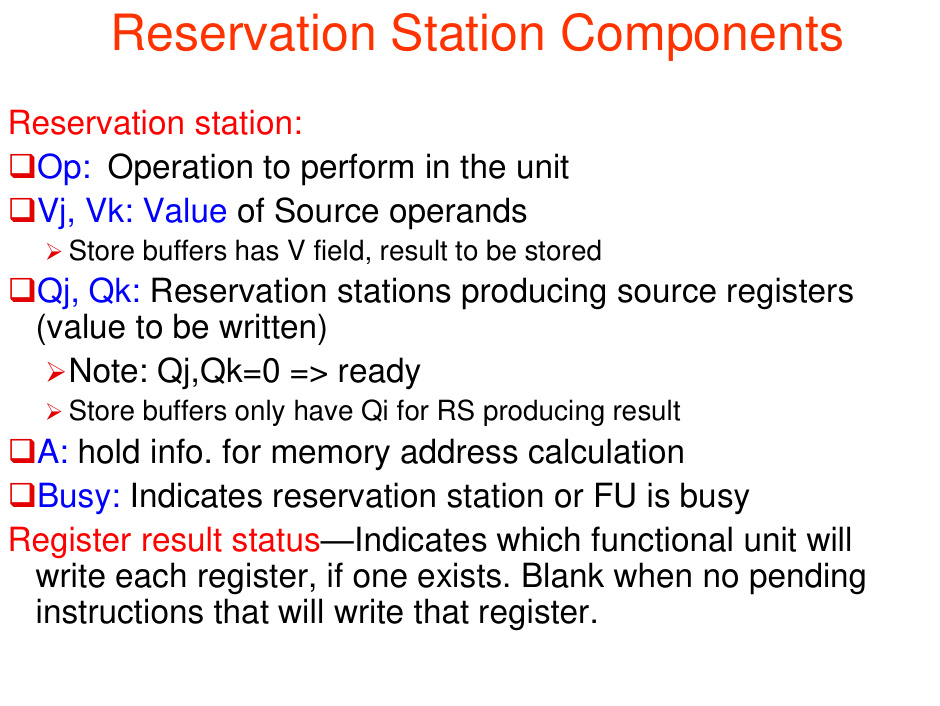 Reservation Station Components
Reservation station:
❑Op: Operation to perform in the unit
❑Vj, Vk: Value of Source operands
➢ Store buffers has V field, result to be stored
❑Qj, Qk: Reservation stations producing source registers
(value to be written)
➢Note: Qj,Qk=0 => ready
➢ Store buffers only have Qi for RS producing result
❑A: hold info. for memory address calculation
❑Busy: Indicates reservation station or FU is busy
Register result status—Indicates which functional unit will
write each register, if one exists. Blank when no pending
instructions that will write that register.